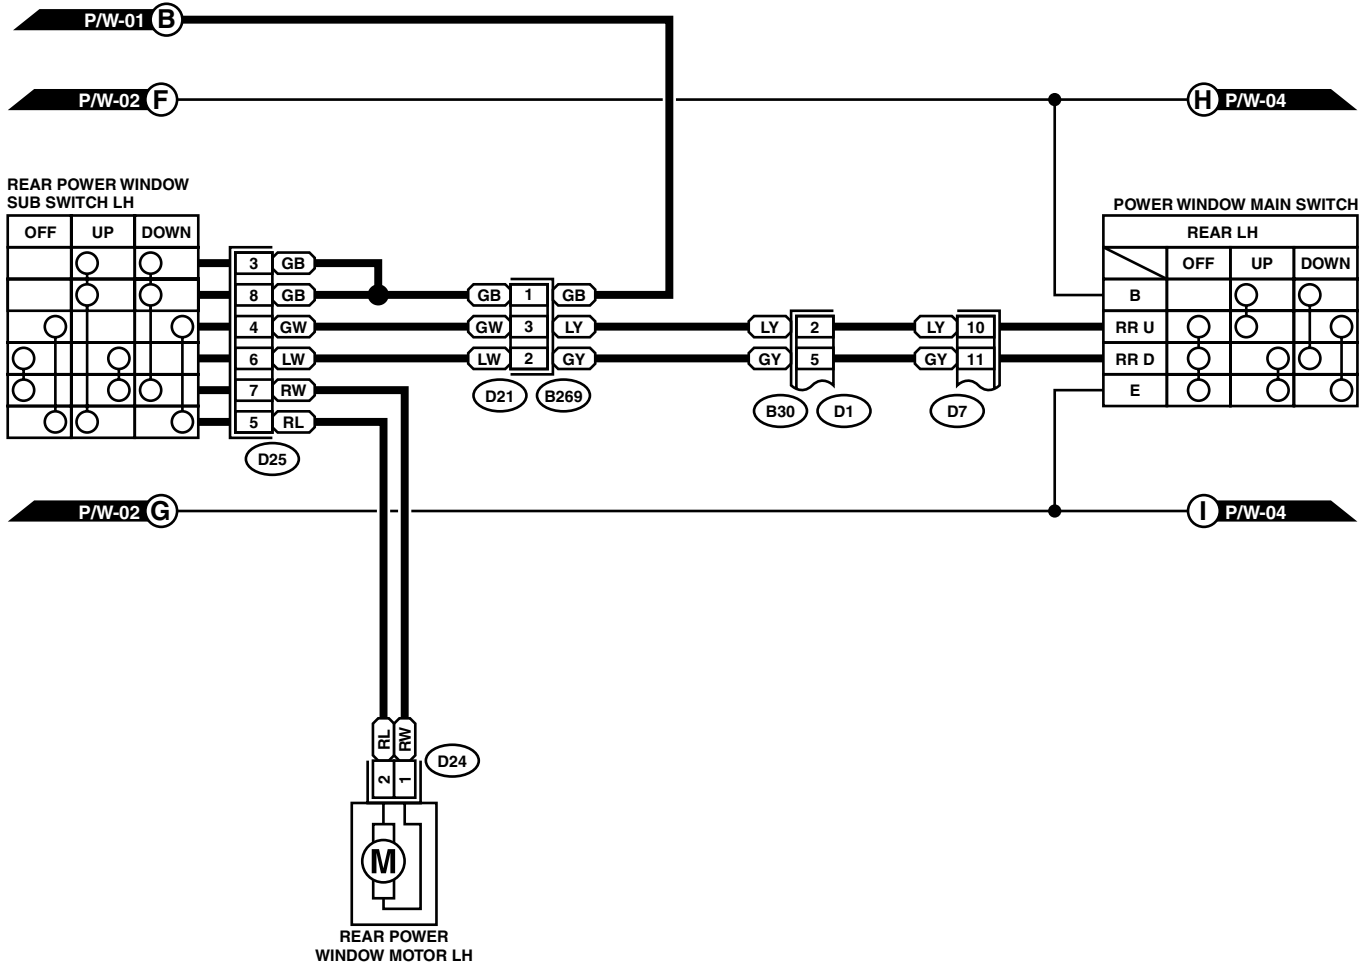 P/W-01 B
P/W-02 F
H P/W-04
REAR POWER WINDOW
SUB SWITCH LH
OFF UP DOWN
POWER WINDOW MAIN SWITCH
REAR LH
OFF UP DOWN
3 GB
8 GB GB 1 GB B
4 GW GW 3 LY LY 2 LY 10 RR U
6 LW LW 2 GY GY 5 GY 11 RR D
7 RW E
5 RL
D21 B269 B30 D1 D7
D25
P/W-02 G
I P/W-04
RL RW
2 1
D24
M
REAR POWER
WINDOW MOTOR LH